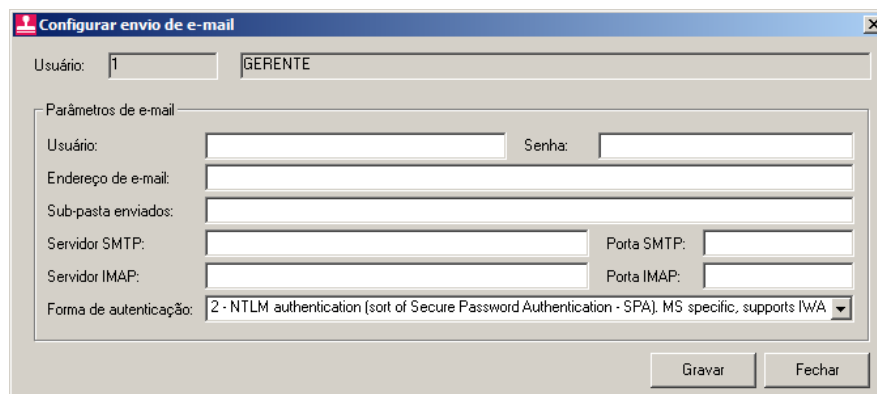 Configurar envio de e-mail
Usuário: 1 GERENTE
Parâmetros de e-mail
Usuário: Senha:
Endereço de e-mail:
Sub-pasta enviados:
Servidor SMTP: Porta SMTP:
Servidor IMAP: Porta IMAP:
Forma de autenticação: 2 - NTLM authentication (sort of Secure Password Authentication - SPA). MS specific, supports IWA
Gravar Fechar